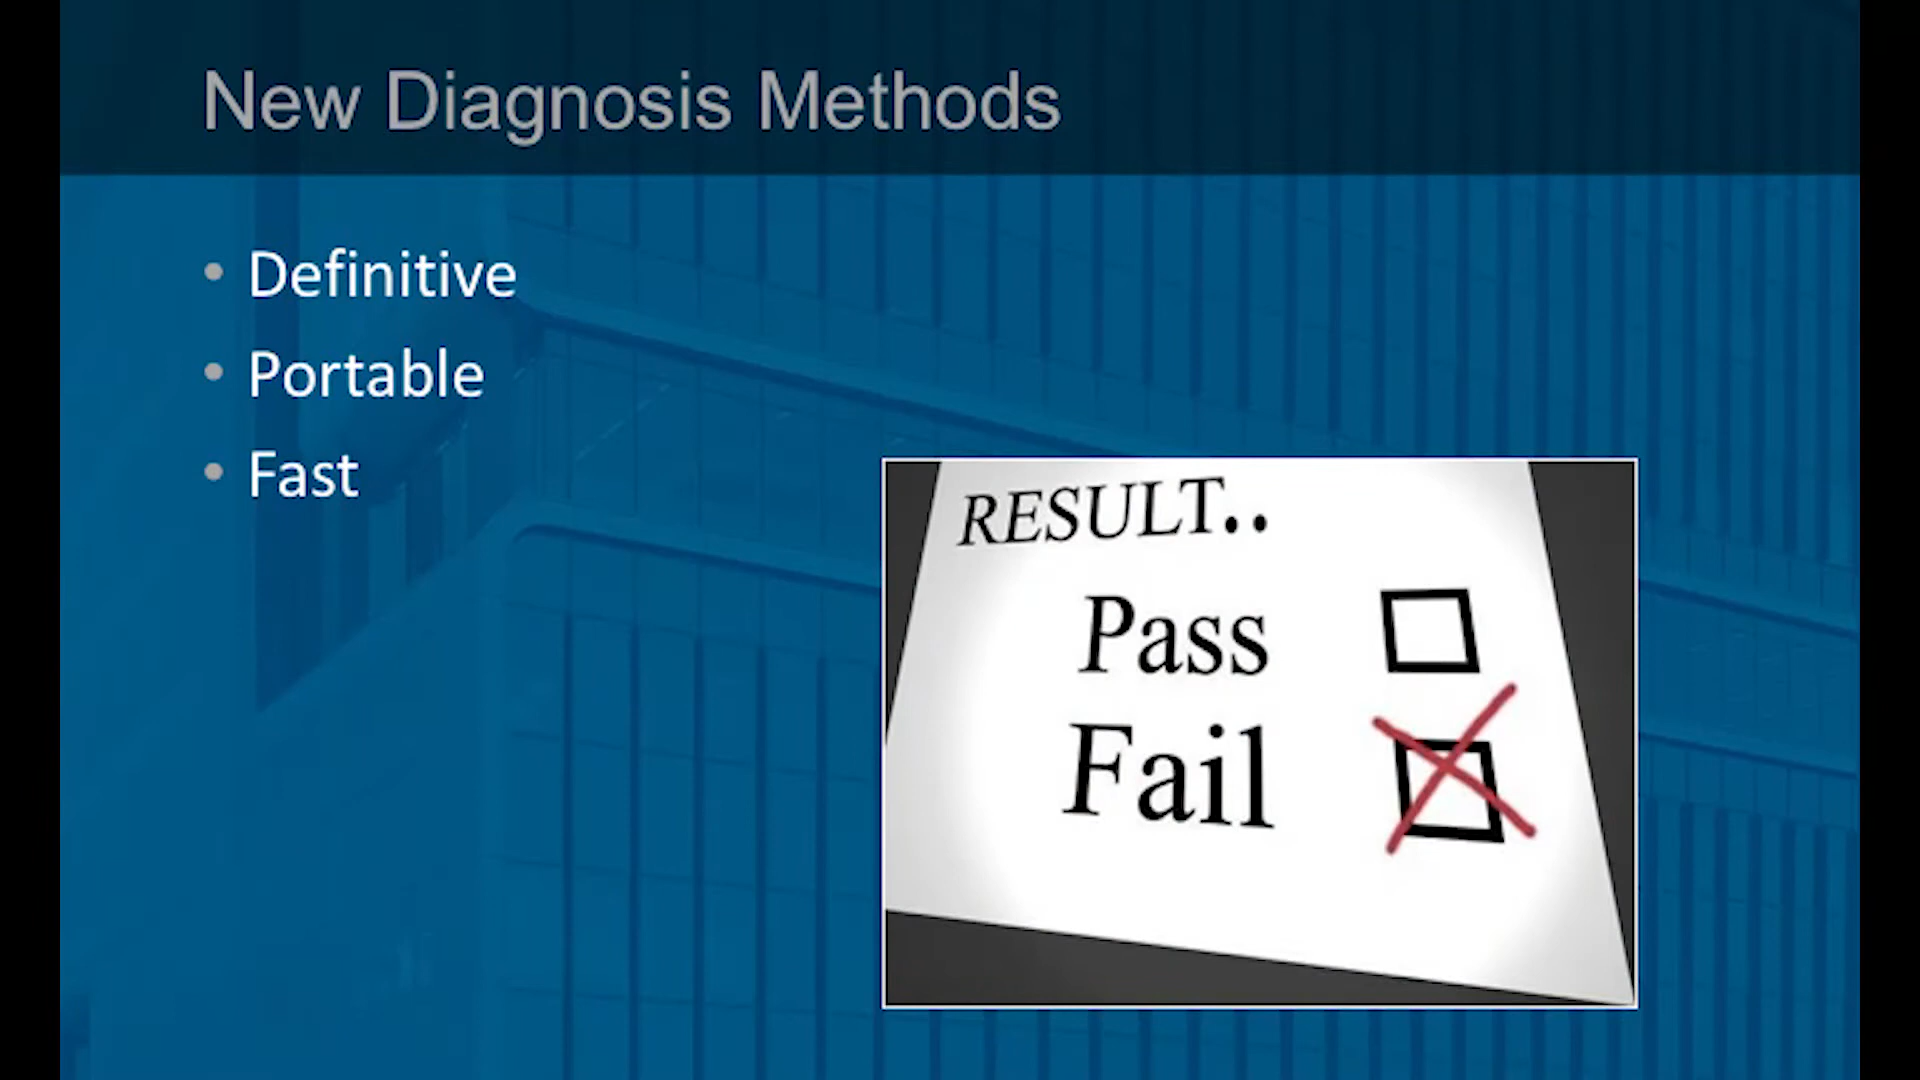 New Diagnosis Methods
• Definitive
• Portable
• Fast
RESULT..
Pass
Fail